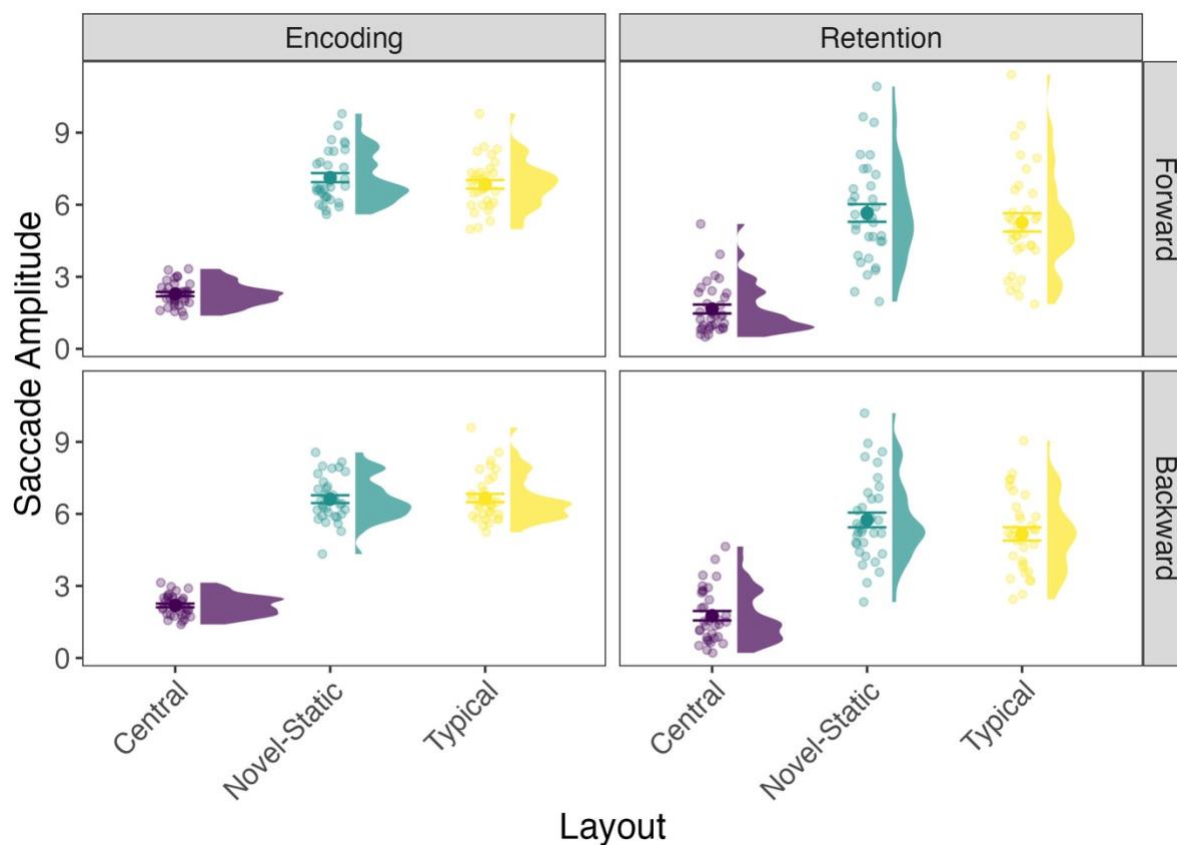 Encoding
Retention
Saccade Amplitude
9
6
3
0
Forward
9
6
3
0
Backward
Central
Novel-Static
Typical
Central
Novel-Static
Typical
Layout